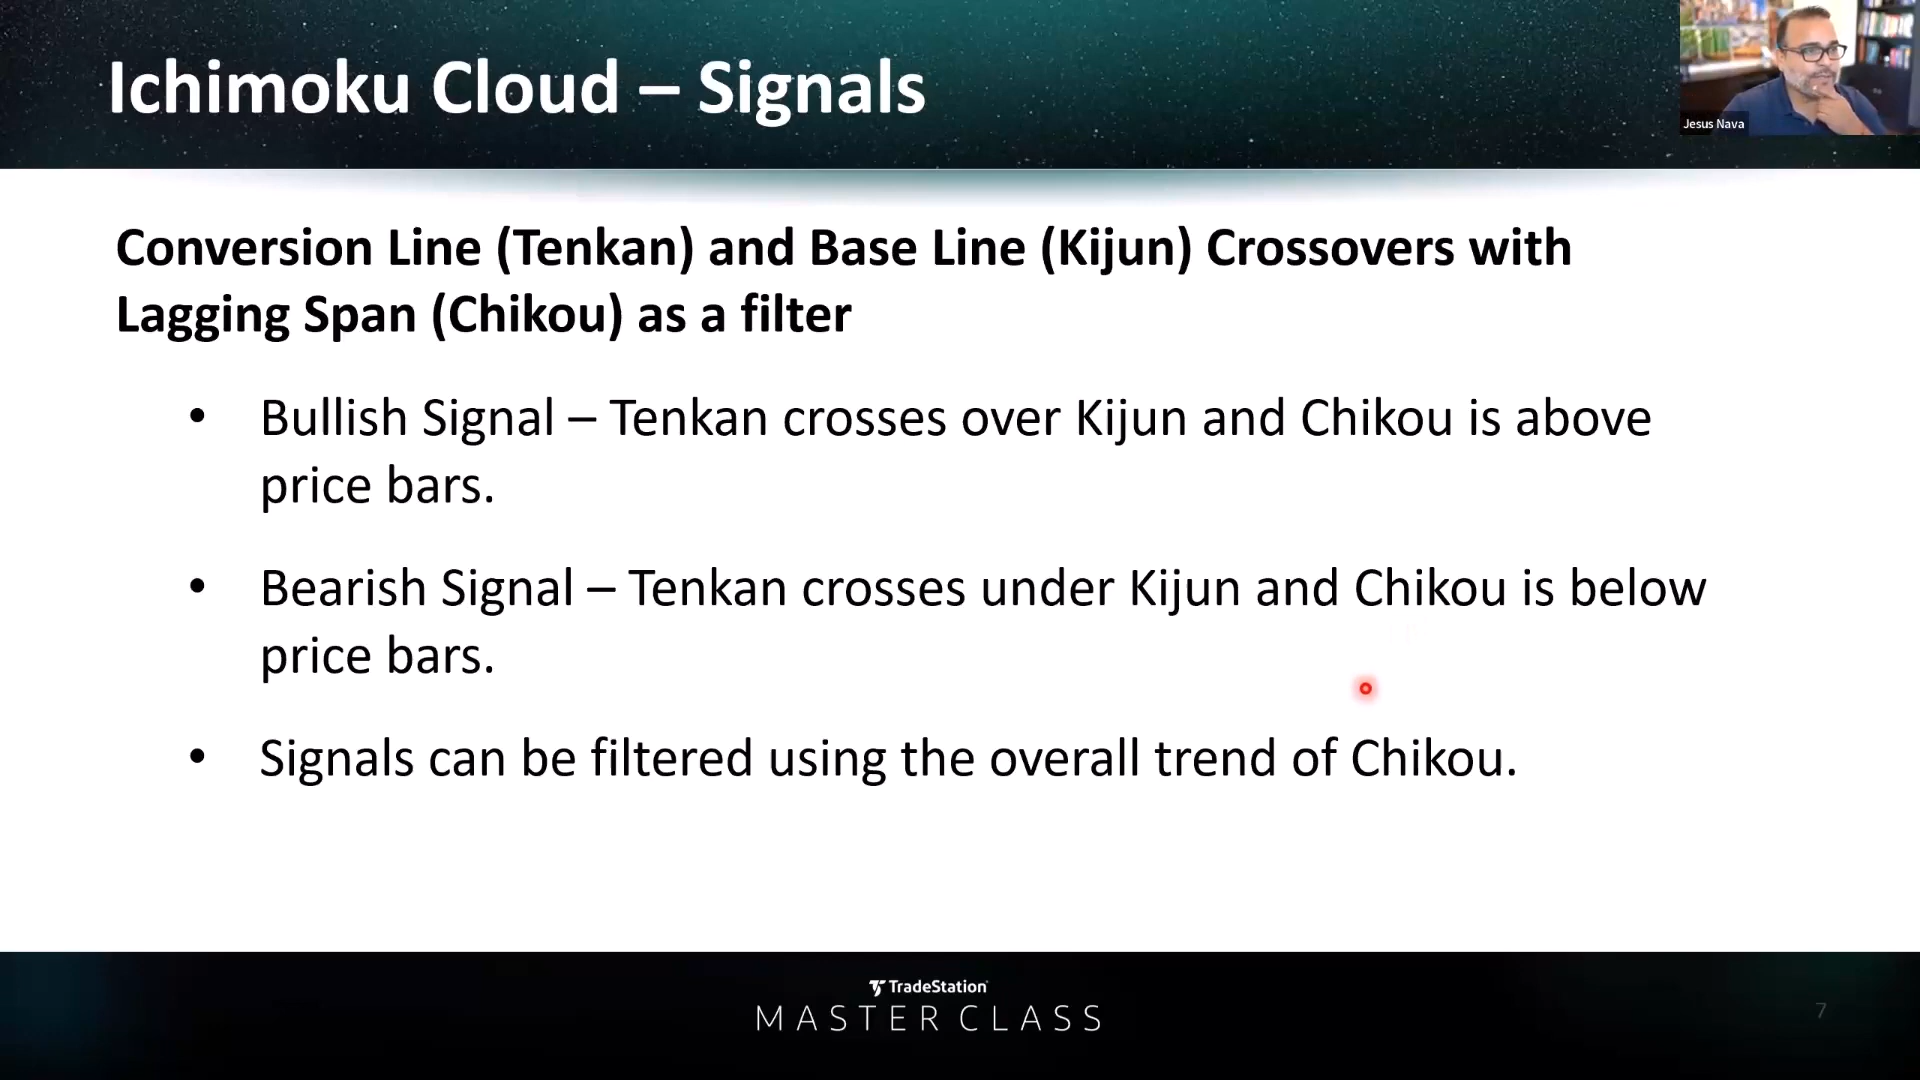 Ichimoku Cloud – Signals
Jesus Nava
Conversion Line (Tenkan) and Base Line (Kijun) Crossovers with
Lagging Span (Chikou) as a filter
• Bullish Signal – Tenkan crosses over Kijun and Chikou is above
price bars.
• Bearish Signal – Tenkan crosses under Kijun and Chikou is below
price bars.
• Signals can be filtered using the overall trend of Chikou.
TradeStation
MASTER CLASS
7